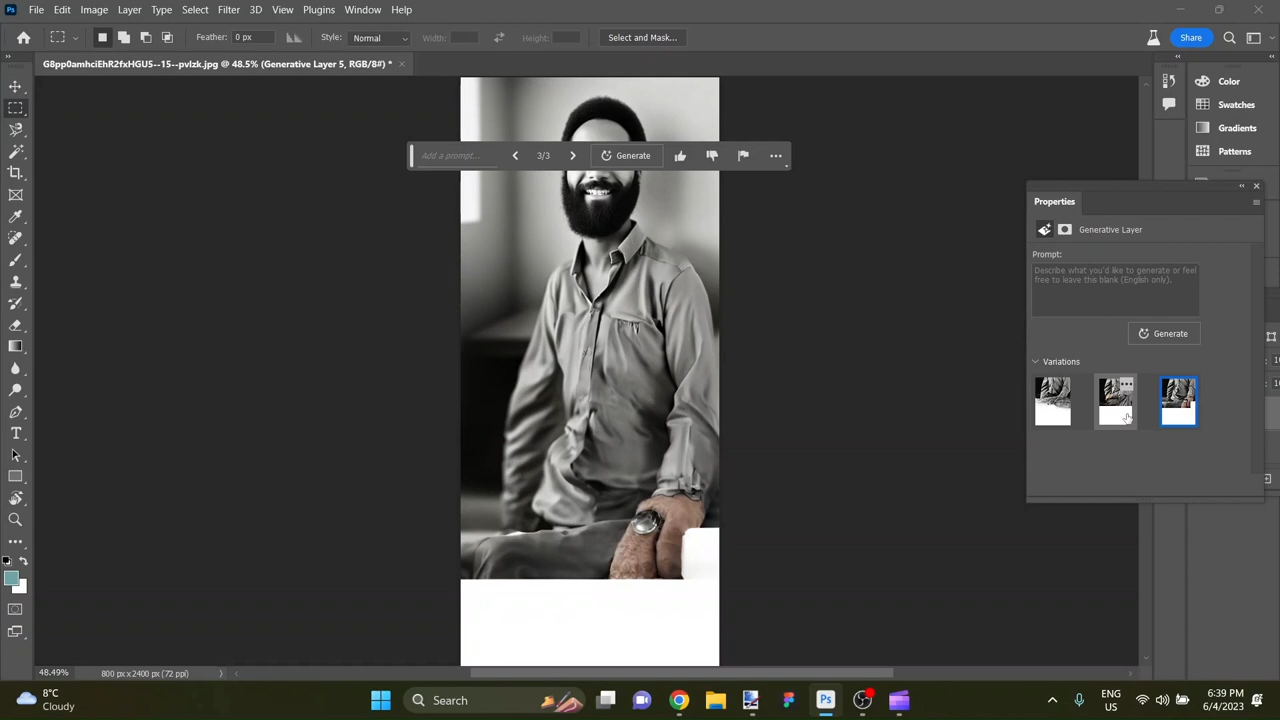 Ps File Edit Image Layer Type Select Filter 3D View Plugins Window Help
Feather: 0 px Style: Normal Width: Height: Select and Mask... Share
G8pp0amhciEhR2fxHGU5--15--pvlzk.jpg @ 48.5% (Generative Layer 5, RGB/8#) *
Color
Swatches
Gradients
Patterns
Add a prompt... 3/3 Generate
Properties
Generative Layer
Prompt:
Describe what you'd like to generate or feel
free to leave this blank (English only).
Generate
Variations
48.49% 800 px x2400 px (72 ppi)
8°C
Cloudy
Search
Ps
ENG
US
6:39 PM
6/4/2023